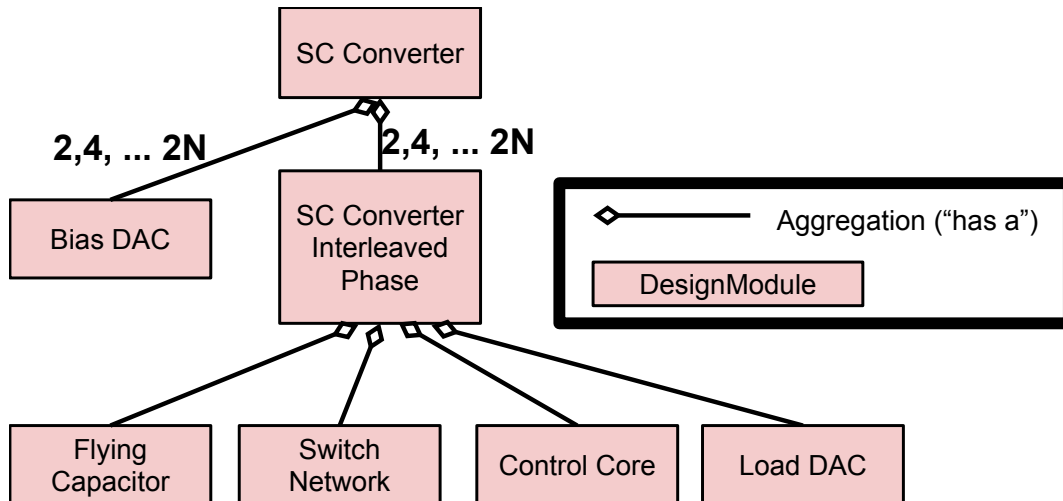 SC Converter
2,4, ... 2N
2,4, ... 2N
Bias DAC
SC Converter
Interleaved
Phase
Aggregation (“has a”)
DesignModule
Flying
Capacitor
Switch
Network
Control Core
Load DAC